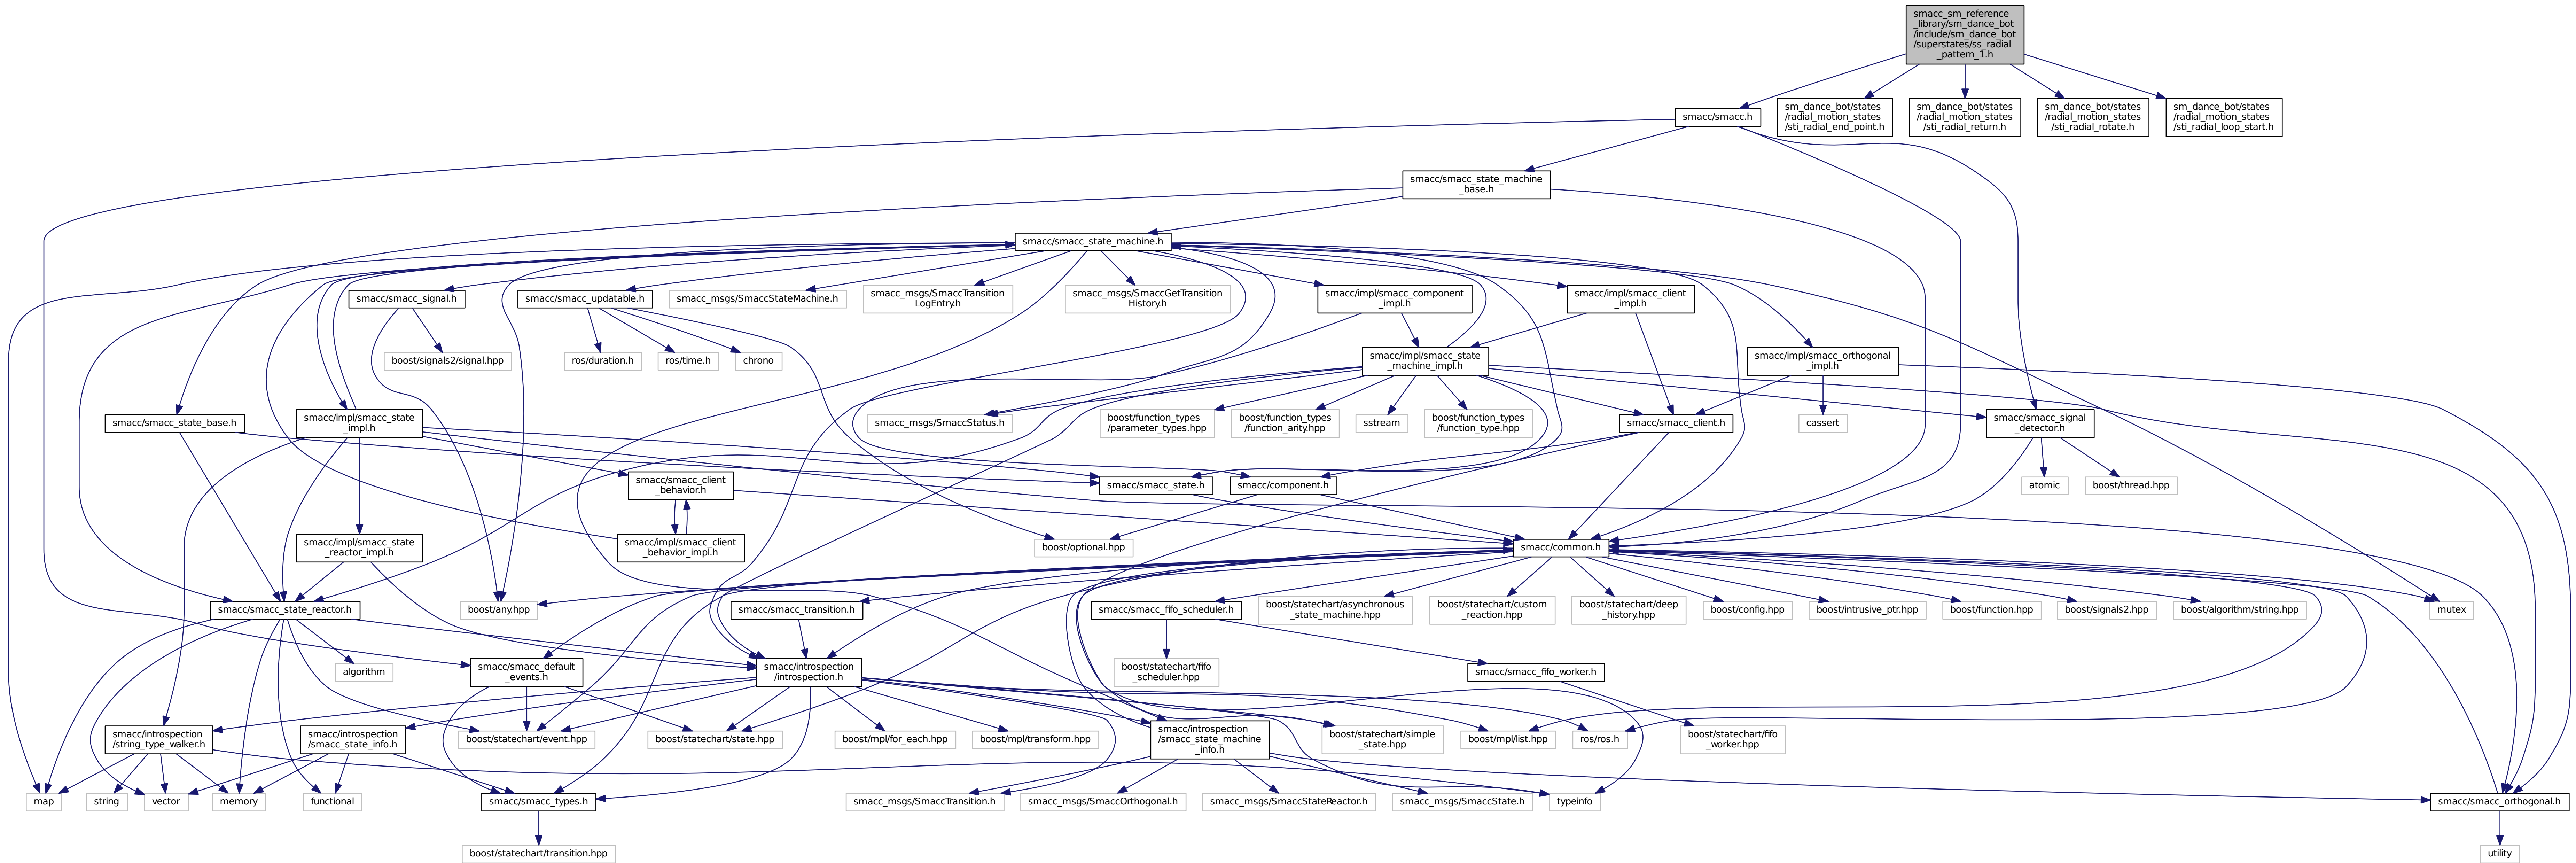 smacc_sm_reference
_library/sm_dance_bot
/include/sm_dance_bot
/superstates/ss_radial
_pattern_1.h
smacc/smacc.h
sm_dance_bot/states
/radial_motion_states
/sti_radial_end_point.h
sm_dance_bot/states
/radial_motion_states
/sti_radial_return.h
sm_dance_bot/states
/radial_motion_states
/sti_radial_rotate.h
sm_dance_bot/states
/radial_motion_states
/sti_radial_loop_start.h
smacc/smacc_state_machine
_base.h
smacc/smacc_state_machine.h
smacc/smacc_signal.h
smacc/smacc_updatable.h
smacc_msgs/SmaccStateMachine.h
smacc_msgs/SmaccTransition
LogEntry.h
smacc_msgs/SmaccGetTransition
History.h
smacc/impl/smacc_component
_impl.h
smacc/impl/smacc_client
_impl.h
boost/signals2/signal.hpp
ros/duration.h
ros/time.h
chrono
smacc/impl/smacc_state
_machine_impl.h
smacc/impl/smacc_orthogonal
_impl.h
smacc/smacc_state_base.h
smacc/impl/smacc_state
_impl.h
smacc_msgs/SmaccStatus.h
boost/function_types
/parameter_types.hpp
boost/function_types
/function_arity.hpp
sstream
boost/function_types
/function_type.hpp
smacc/smacc_client.h
cassert
smacc/smacc_signal
_detector.h
smacc/smacc_client
_behavior.h
smacc/smacc_state.h
smacc/component.h
atomic
boost/thread.hpp
smacc/impl/smacc_state
_reactor_impl.h
smacc/impl/smacc_client
_behavior_impl.h
boost/optional.hpp
smacc/common.h
smacc/smacc_state_reactor.h
boost/any.hpp
smacc/smacc_transition.h
smacc/smacc_fifo_scheduler.h
boost/statechart/asynchronous
_state_machine.hpp
boost/statechart/custom
_reaction.hpp
boost/statechart/deep
_history.hpp
boost/config.hpp
boost/intrusive_ptr.hpp
boost/function.hpp
boost/signals2.hpp
boost/algorithm/string.hpp
mutex
algorithm
smacc/smacc_default
_events.h
smacc/introspection
/introspection.h
boost/statechart/fifo
_scheduler.hpp
smacc/smacc_fifo_worker.h
smacc/introspection
/string_type_walker.h
smacc/introspection
/smacc_state_info.h
boost/statechart/event.hpp
boost/statechart/state.hpp
boost/mpl/for_each.hpp
boost/mpl/transform.hpp
smacc/introspection
/smacc_state_machine
_info.h
boost/statechart/simple
_state.hpp
boost/mpl/list.hpp
ros/ros.h
boost/statechart/fifo
_worker.hpp
map
string
vector
memory
functional
smacc/smacc_types.h
smacc_msgs/SmaccTransition.h
smacc_msgs/SmaccOrthogonal.h
smacc_msgs/SmaccStateReactor.h
smacc_msgs/SmaccState.h
typeinfo
smacc/smacc_orthogonal.h
boost/statechart/transition.hpp
utility